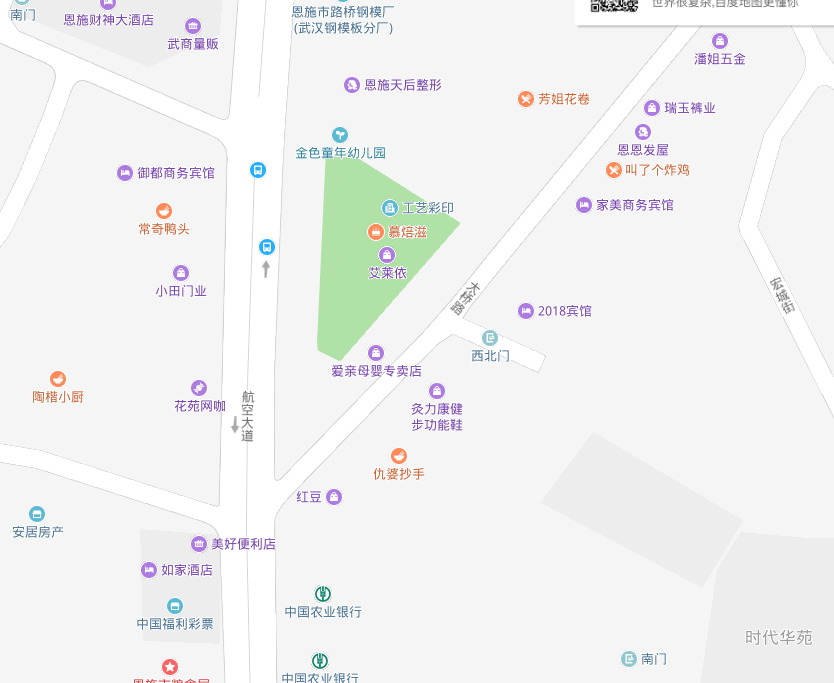 南门
恩施财神大酒店
武商量贩
恩施市路桥钢模厂
(武汉钢模板分厂)
世界很复杂,百度地图更懂你
潘姐五金
恩施天后整形
芳姐花卷
瑞玉裤业
恩恩发屋
金色童年幼儿园
叫了个炸鸡
御都商务宾馆
工艺彩印
家美商务宾馆
常奇鸭头
慕焙滋
艾莱依
小田门业
大桥路
宏城街
2018宾馆
西北门
爱亲母婴专卖店
陶楷小厨
花苑网咖
航空大道
灸力康健
步功能鞋
仇婆抄手
红豆
安居房产
美好便利店
如家酒店
中国农业银行
中国福利彩票
时代华苑
南门
中国农业银行